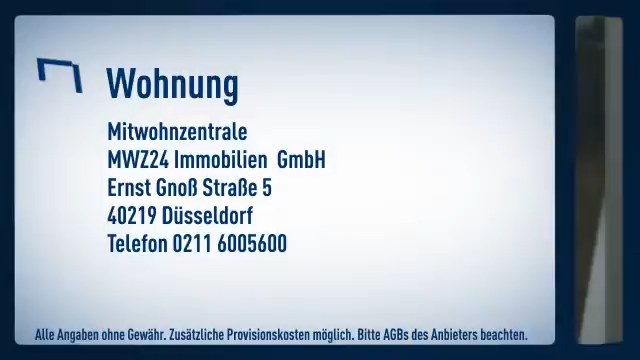 Wohnung
Mitwohnzentrale
MWZ24 Immobilien GmbH
Ernst Gnoß Straße 5
40219 Düsseldorf
Telefon 0211 6005600
Alle Angaben ohne Gewähr. Zusätzliche Provisionskosten möglich. Bitte AGBs des Anbieters beachten.